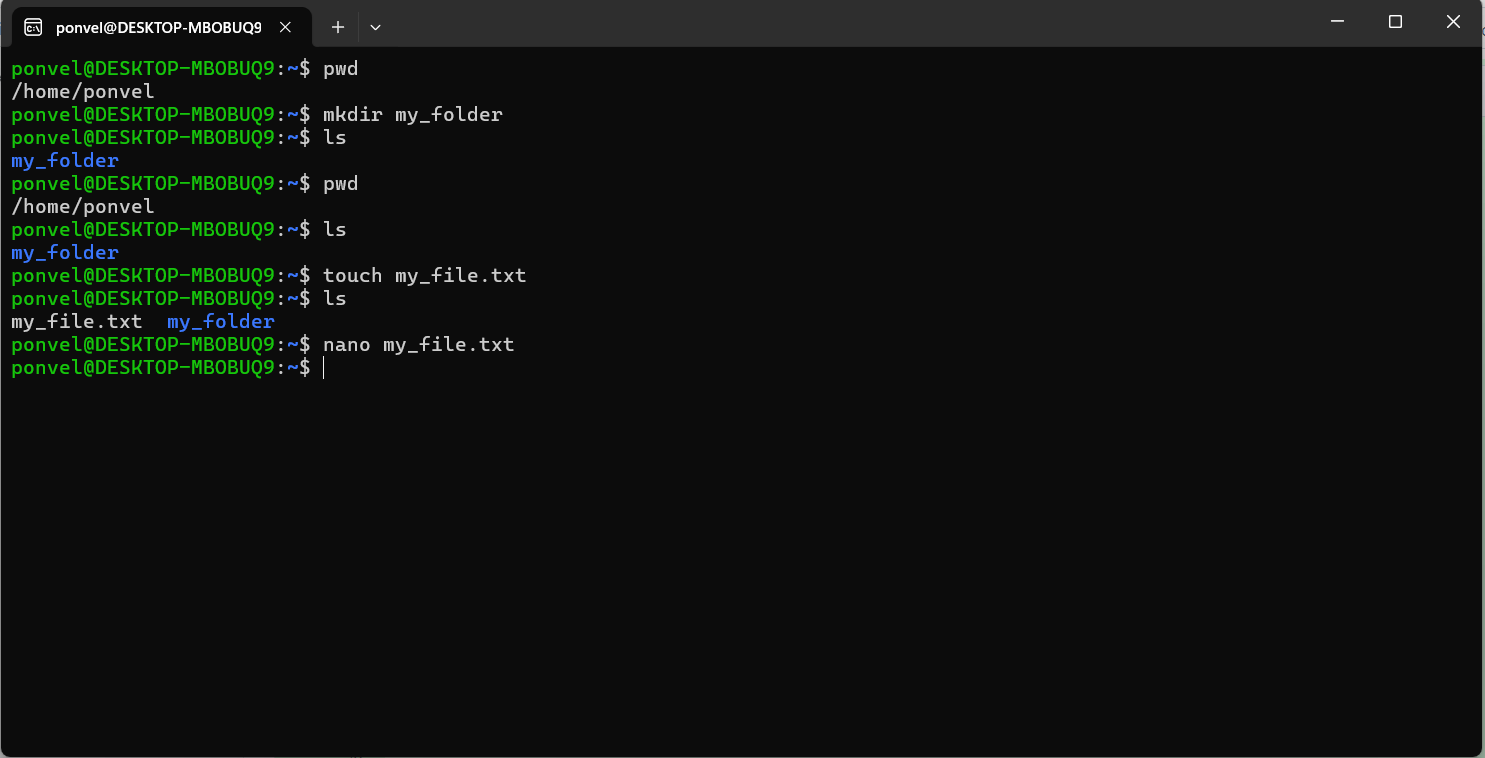 ponvel@DESKTOP-MBOBUQ9
ponvel@DESKTOP-MBOBUQ9:~$ pwd
/home/ponvel
ponvel@DESKTOP-MBOBUQ9:~$ mkdir my_folder
ponvel@DESKTOP-MBOBUQ9:~$ ls
my_folder
ponvel@DESKTOP-MBOBUQ9:~$ pwd
/home/ponvel
ponvel@DESKTOP-MBOBUQ9:~$ ls
my_folder
ponvel@DESKTOP-MBOBUQ9:~$ touch my_file.txt
ponvel@DESKTOP-MBOBUQ9:~$ ls
my_file.txt  my_folder
ponvel@DESKTOP-MBOBUQ9:~$ nano my_file.txt
ponvel@DESKTOP-MBOBUQ9:~$